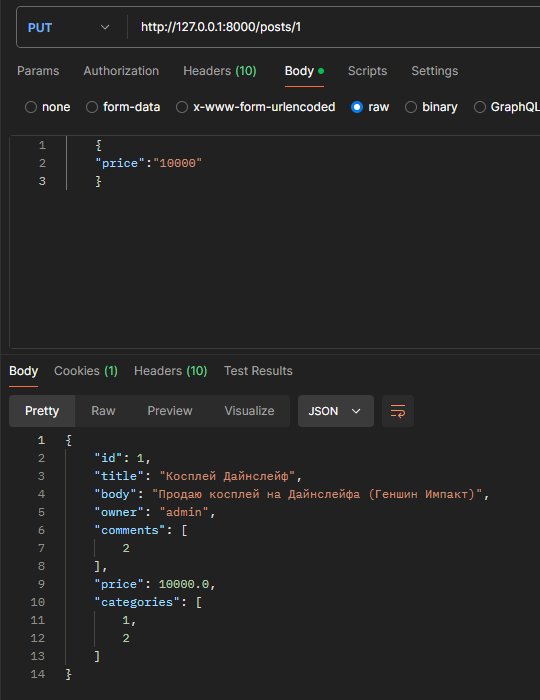 PUT http://127.0.0.1:8000/posts/1
Params Authorization Headers (10) Body Scripts Settings
none form-data x-www-form-urlencoded raw binary GraphQL
1 {
2 "price":"10000"
3 }
Body Cookies (1) Headers (10) Test Results
Pretty Raw Preview Visualize JSON
1 {
2 "id": 1,
3 "title": "Косплей Дайнслейф",
4 "body": "Продаю косплей на Дайнслейфа (Геншин Импакт)",
5 "owner": "admin",
6 "comments": [
7 2
8 ],
9 "price": 10000.0,
10 "categories": [
11 1,
12 2
13 ]
14 }